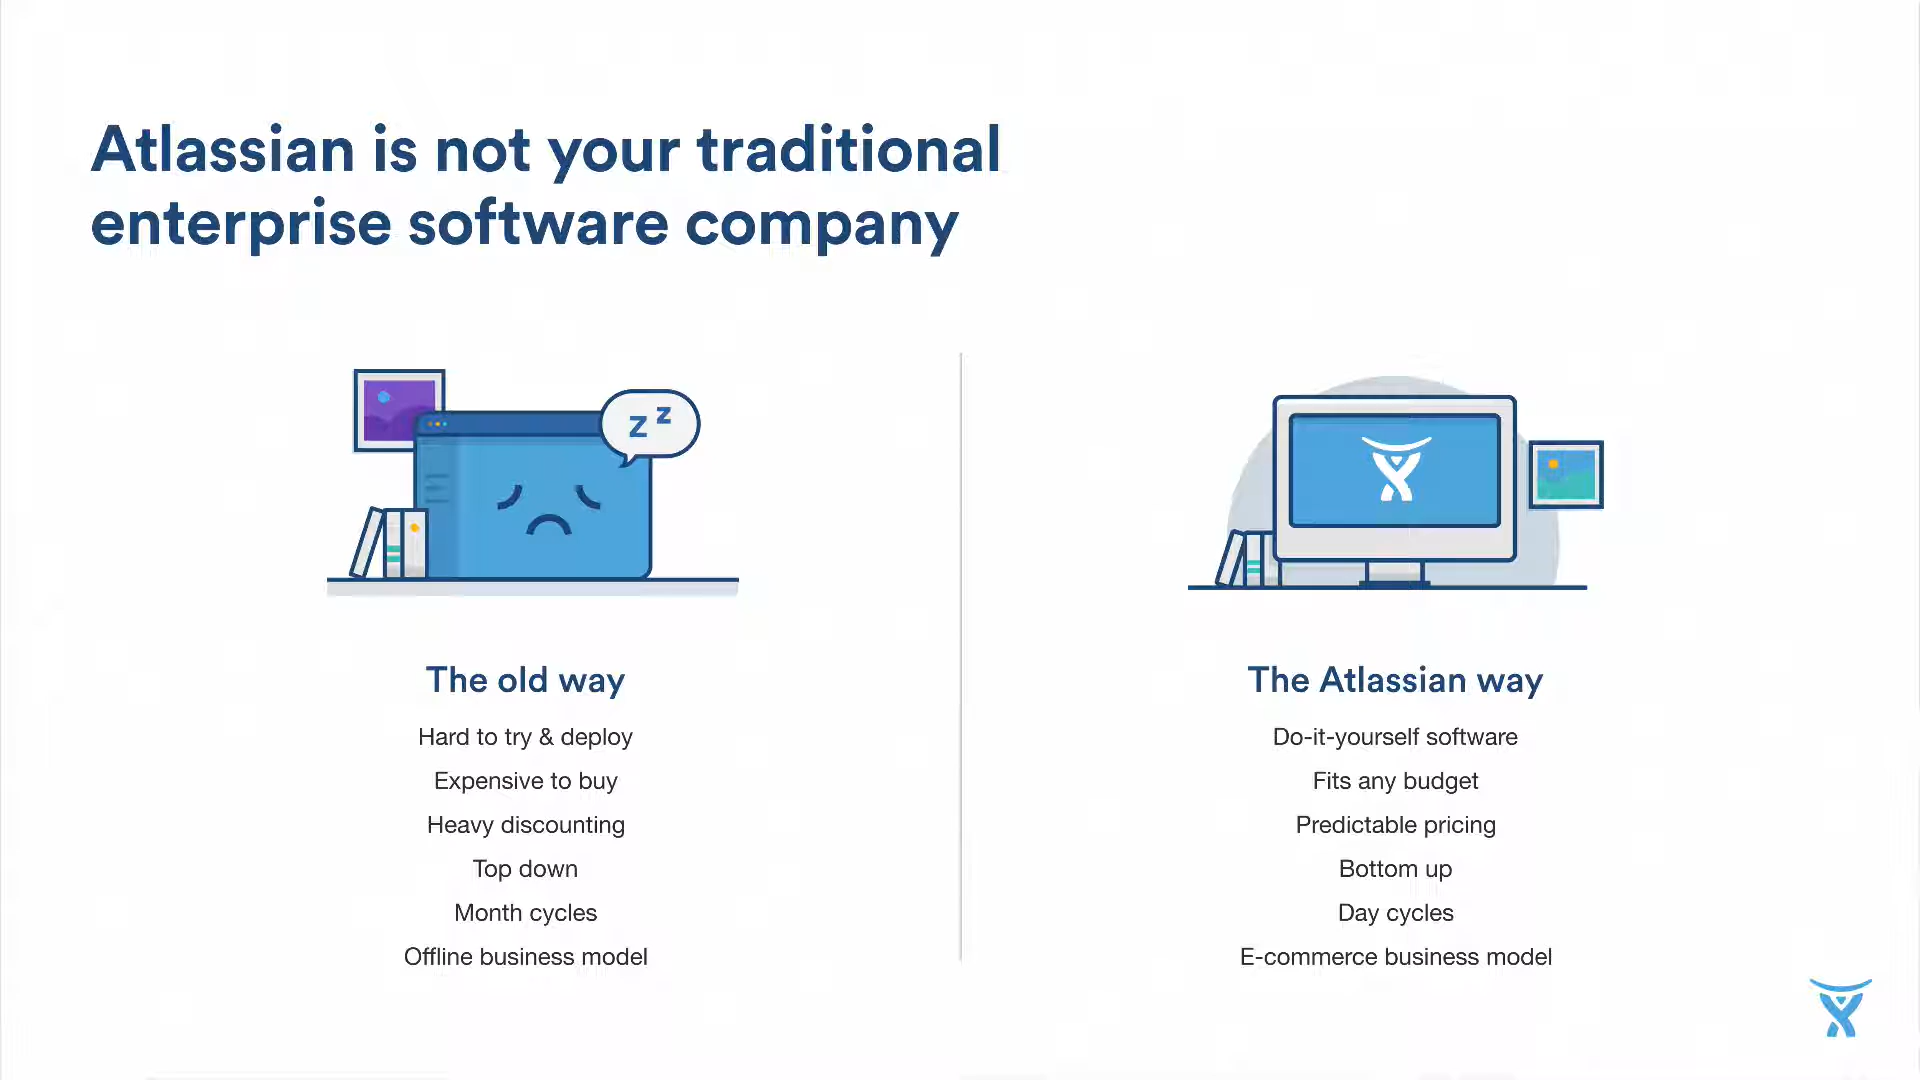 Atlassian is not your traditional
enterprise software company
z z
The old way
Hard to try & deploy
Expensive to buy
Heavy discounting
Top down
Month cycles
Offline business model
The Atlassian way
Do-it-yourself software
Fits any budget
Predictable pricing
Bottom up
Day cycles
E-commerce business model